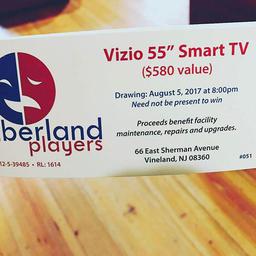 Vizio 55" Smart TV
($580 value)
Drawing: August 5, 2017 at 8:00pm
Need not be present to win
berland
players
Proceeds benefit facility
maintenance, repairs and upgrades.
12-5-39485 • RL: 1614
66 East Sherman Avenue
Vineland, NJ 08360
#051